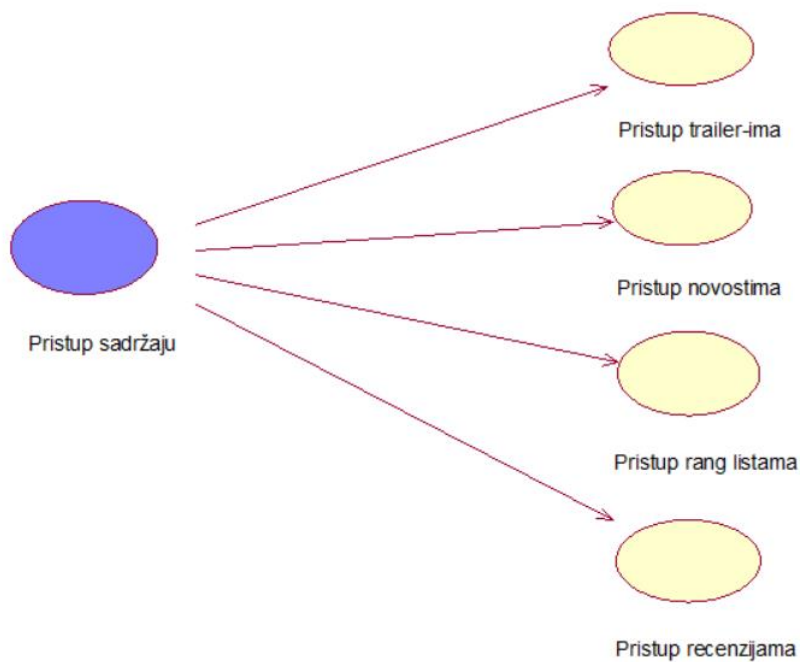 Pristup trailer-ima
Pristup novostima
Pristup sadržaju
Pristup rang listama
Pristup recenzijama